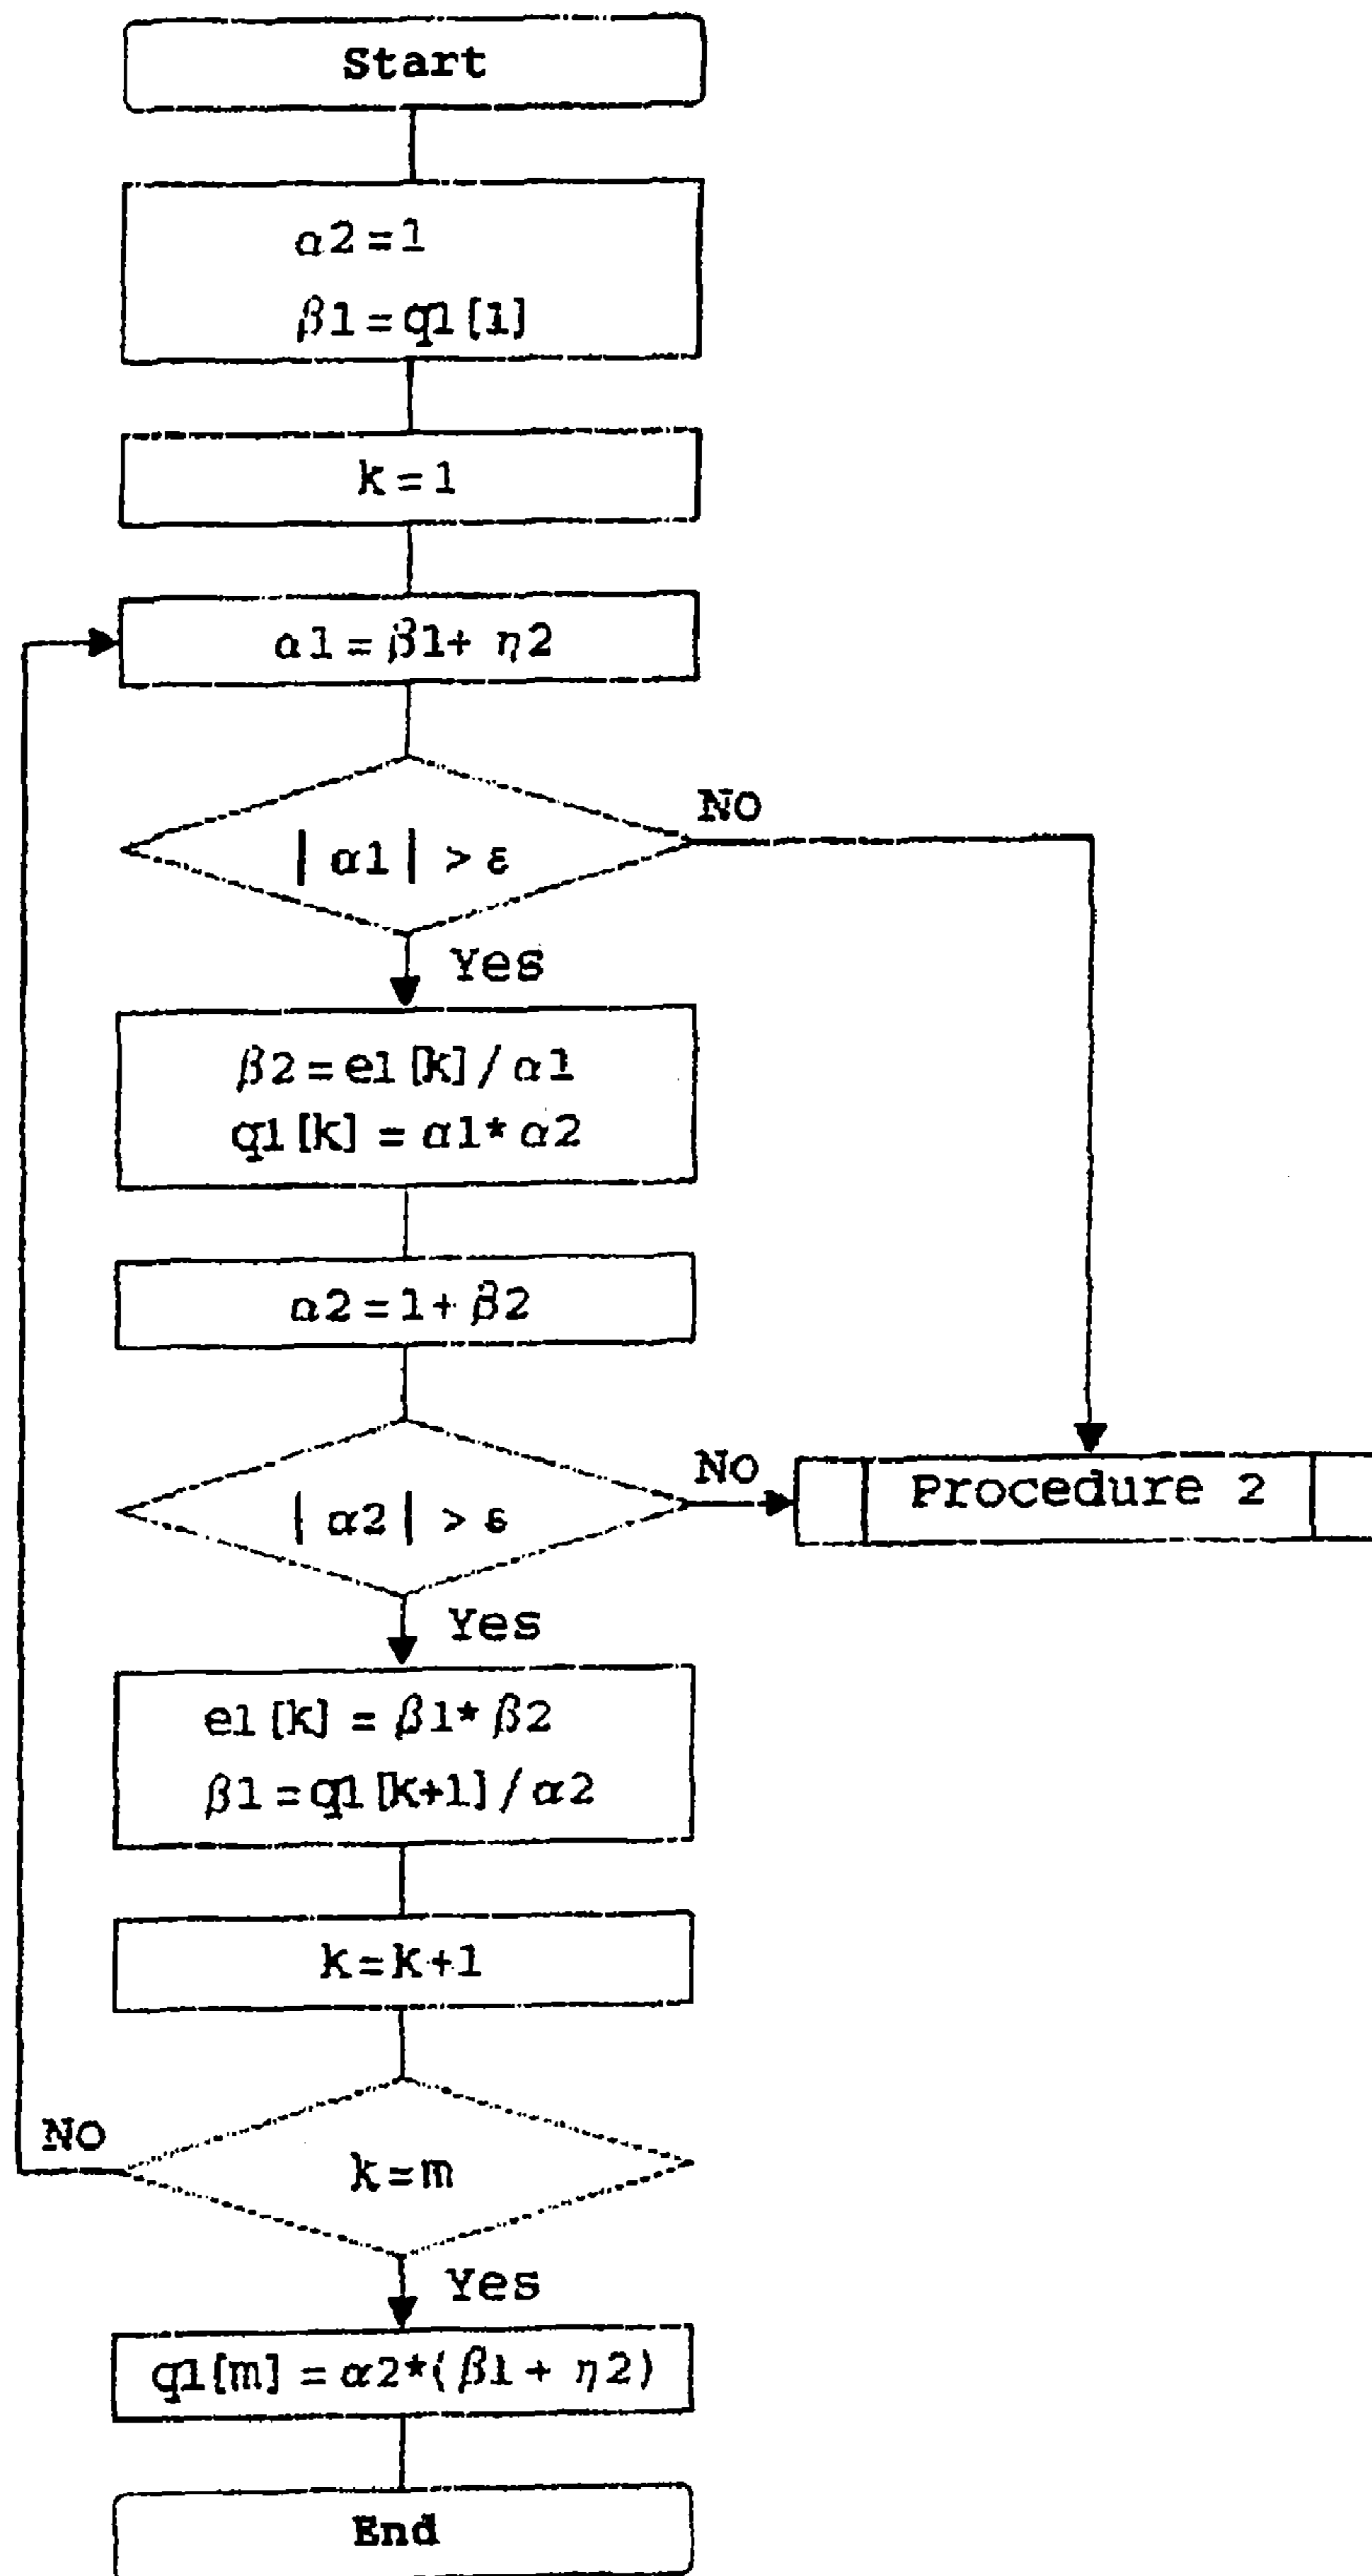 Start
α2=1
β1=q1[1]
k=1
α1=β1+ η2
NO
| α1 | > ε
Yes
β2=e1[k]/α1
q1[k] = α1*α2
α2=1+β2
NO
| α2 | > ε
Procedure 2
Yes
e1[k] = β1*β2
β1=q1[k+1]/α2
k=k+1
NO
k=m
Yes
q1[m] = α2*(β1+ η2)
End